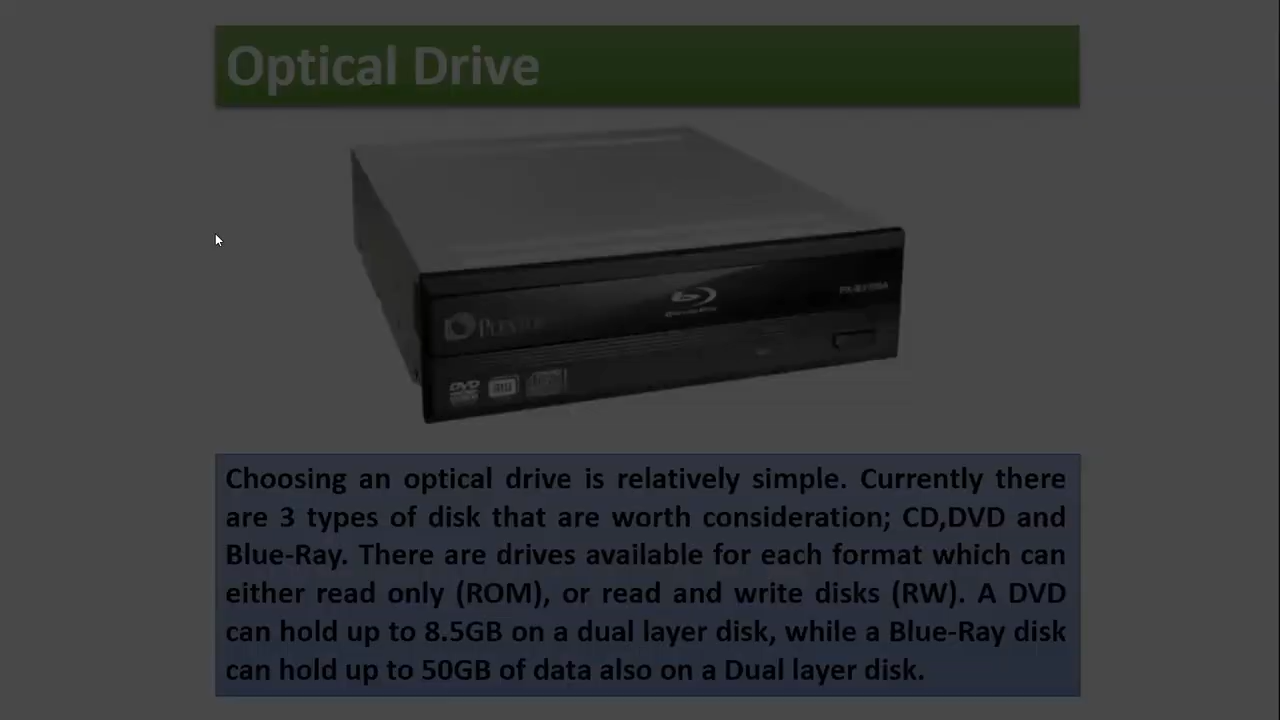 Optical Drive
DVD
Choosing an optical drive is relatively simple. Currently there
are 3 types of disk that are worth consideration; CD,DVD and
Blue-Ray. There are drives available for each format which can
either read only (ROM), or read and write disks (RW). A DVD
can hold up to 8.5GB on a dual layer disk, while a Blue-Ray disk
can hold up to 50GB of data also on a Dual layer disk.